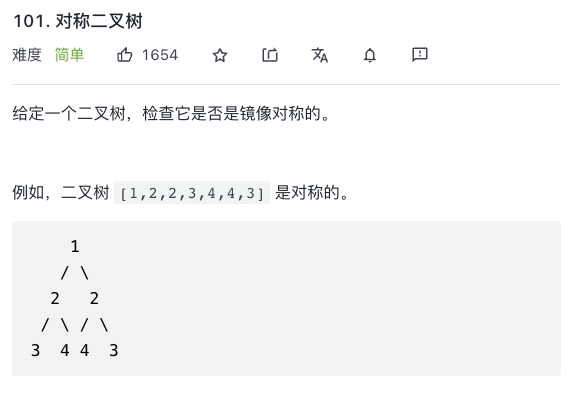 101. 对称二叉树
难度 简单 1654
给定一个二叉树，检查它是否是镜像对称的。
例如，二叉树 [1,2,2,3,4,4,3] 是对称的。
    1
   / \
  2   2
 / \ / \
3  4 4  3